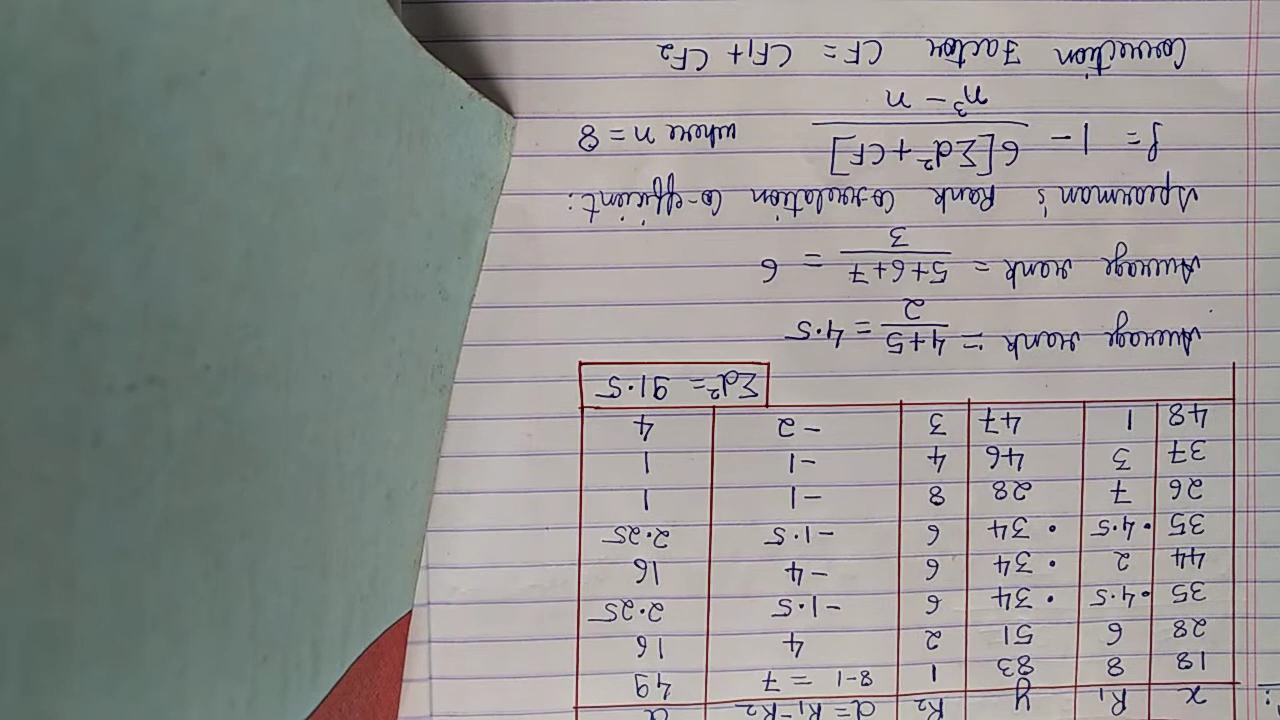 x R₁ y R₂ d=R₁-R₂ d
18 8 83 1 8-1 = 7 49
28 6 51 2 4 16
35 •4.5 • 34 6 -1.5 2.25
44 2 • 34 6 -4 16
35 •4.5 • 34 6 -1.5 2.25
26 7 28 8 -1 1
37 3 46 4 -1 1
48 1 47 3 -2 4
Σd²= 91.5
Average rank = 4+5/2 = 4.5
Average rank = 5+6+7/3 = 6
Spearman's Rank Co-relation Co-efficient:
ρ= 1 - 6[Σd²+CF]/n³-n where n = 8
Correction Factor CF = CF₁+ CF₂